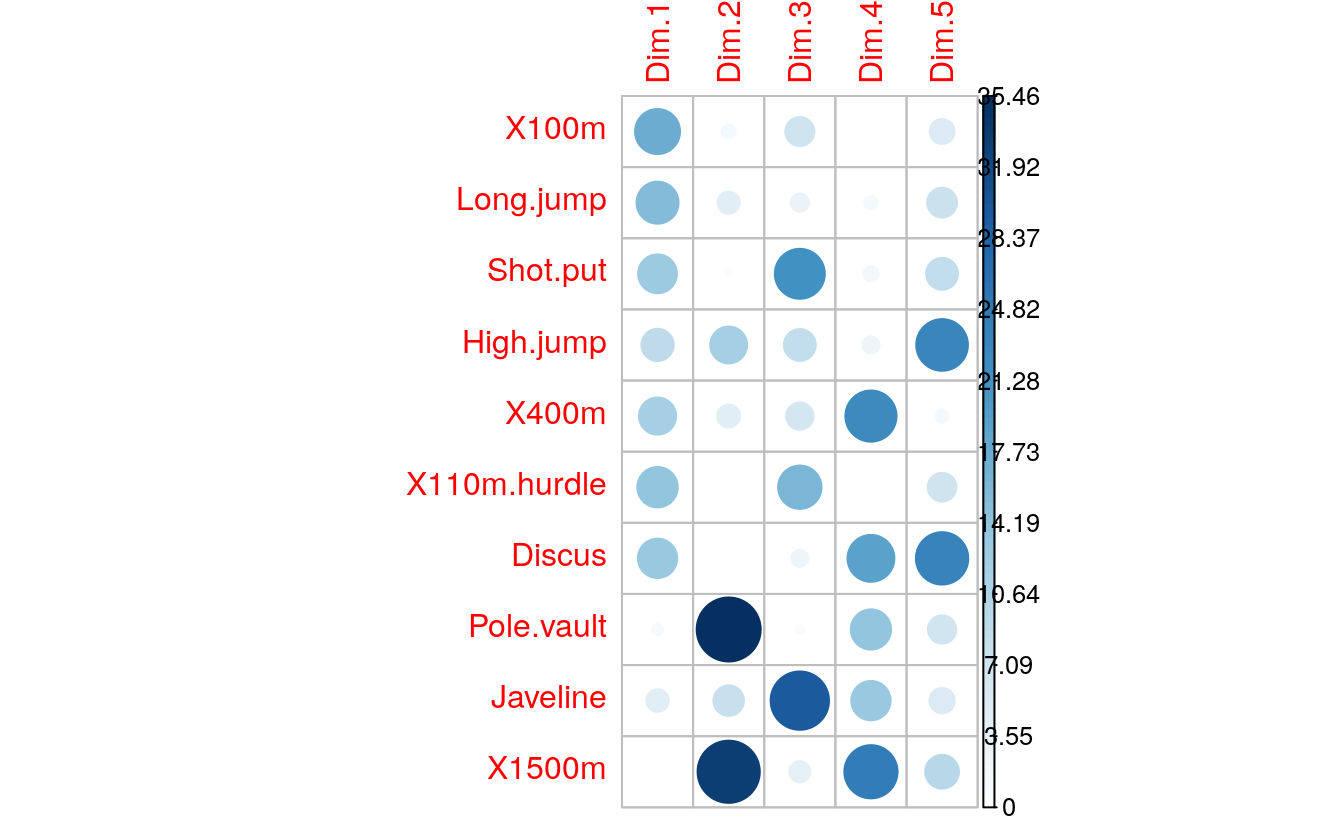 Dim.1 Dim.2 Dim.3 Dim.4 Dim.5
35.46
X100m
31.92
Long.jump
28.37
Shot.put
24.82
High.jump
21.28
X400m
17.73
X110m.hurdle
14.19
Discus
10.64
Pole.vault
7.09
Javeline
3.55
X1500m
0